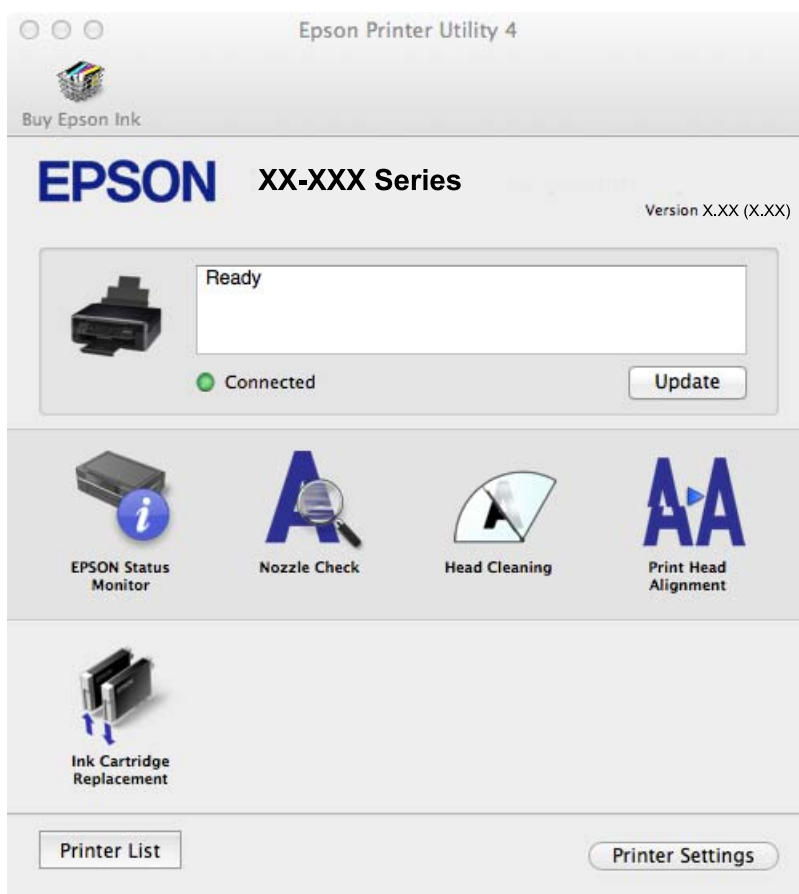 Epson Printer Utility 4
Buy Epson Ink
EPSON
XX-XXX Series
Version X.XX (X.XX)
Ready
Connected
Update
EPSON Status
Monitor
Nozzle Check
Head Cleaning
Print Head
Alignment
Ink Cartridge
Replacement
Printer List
Printer Settings